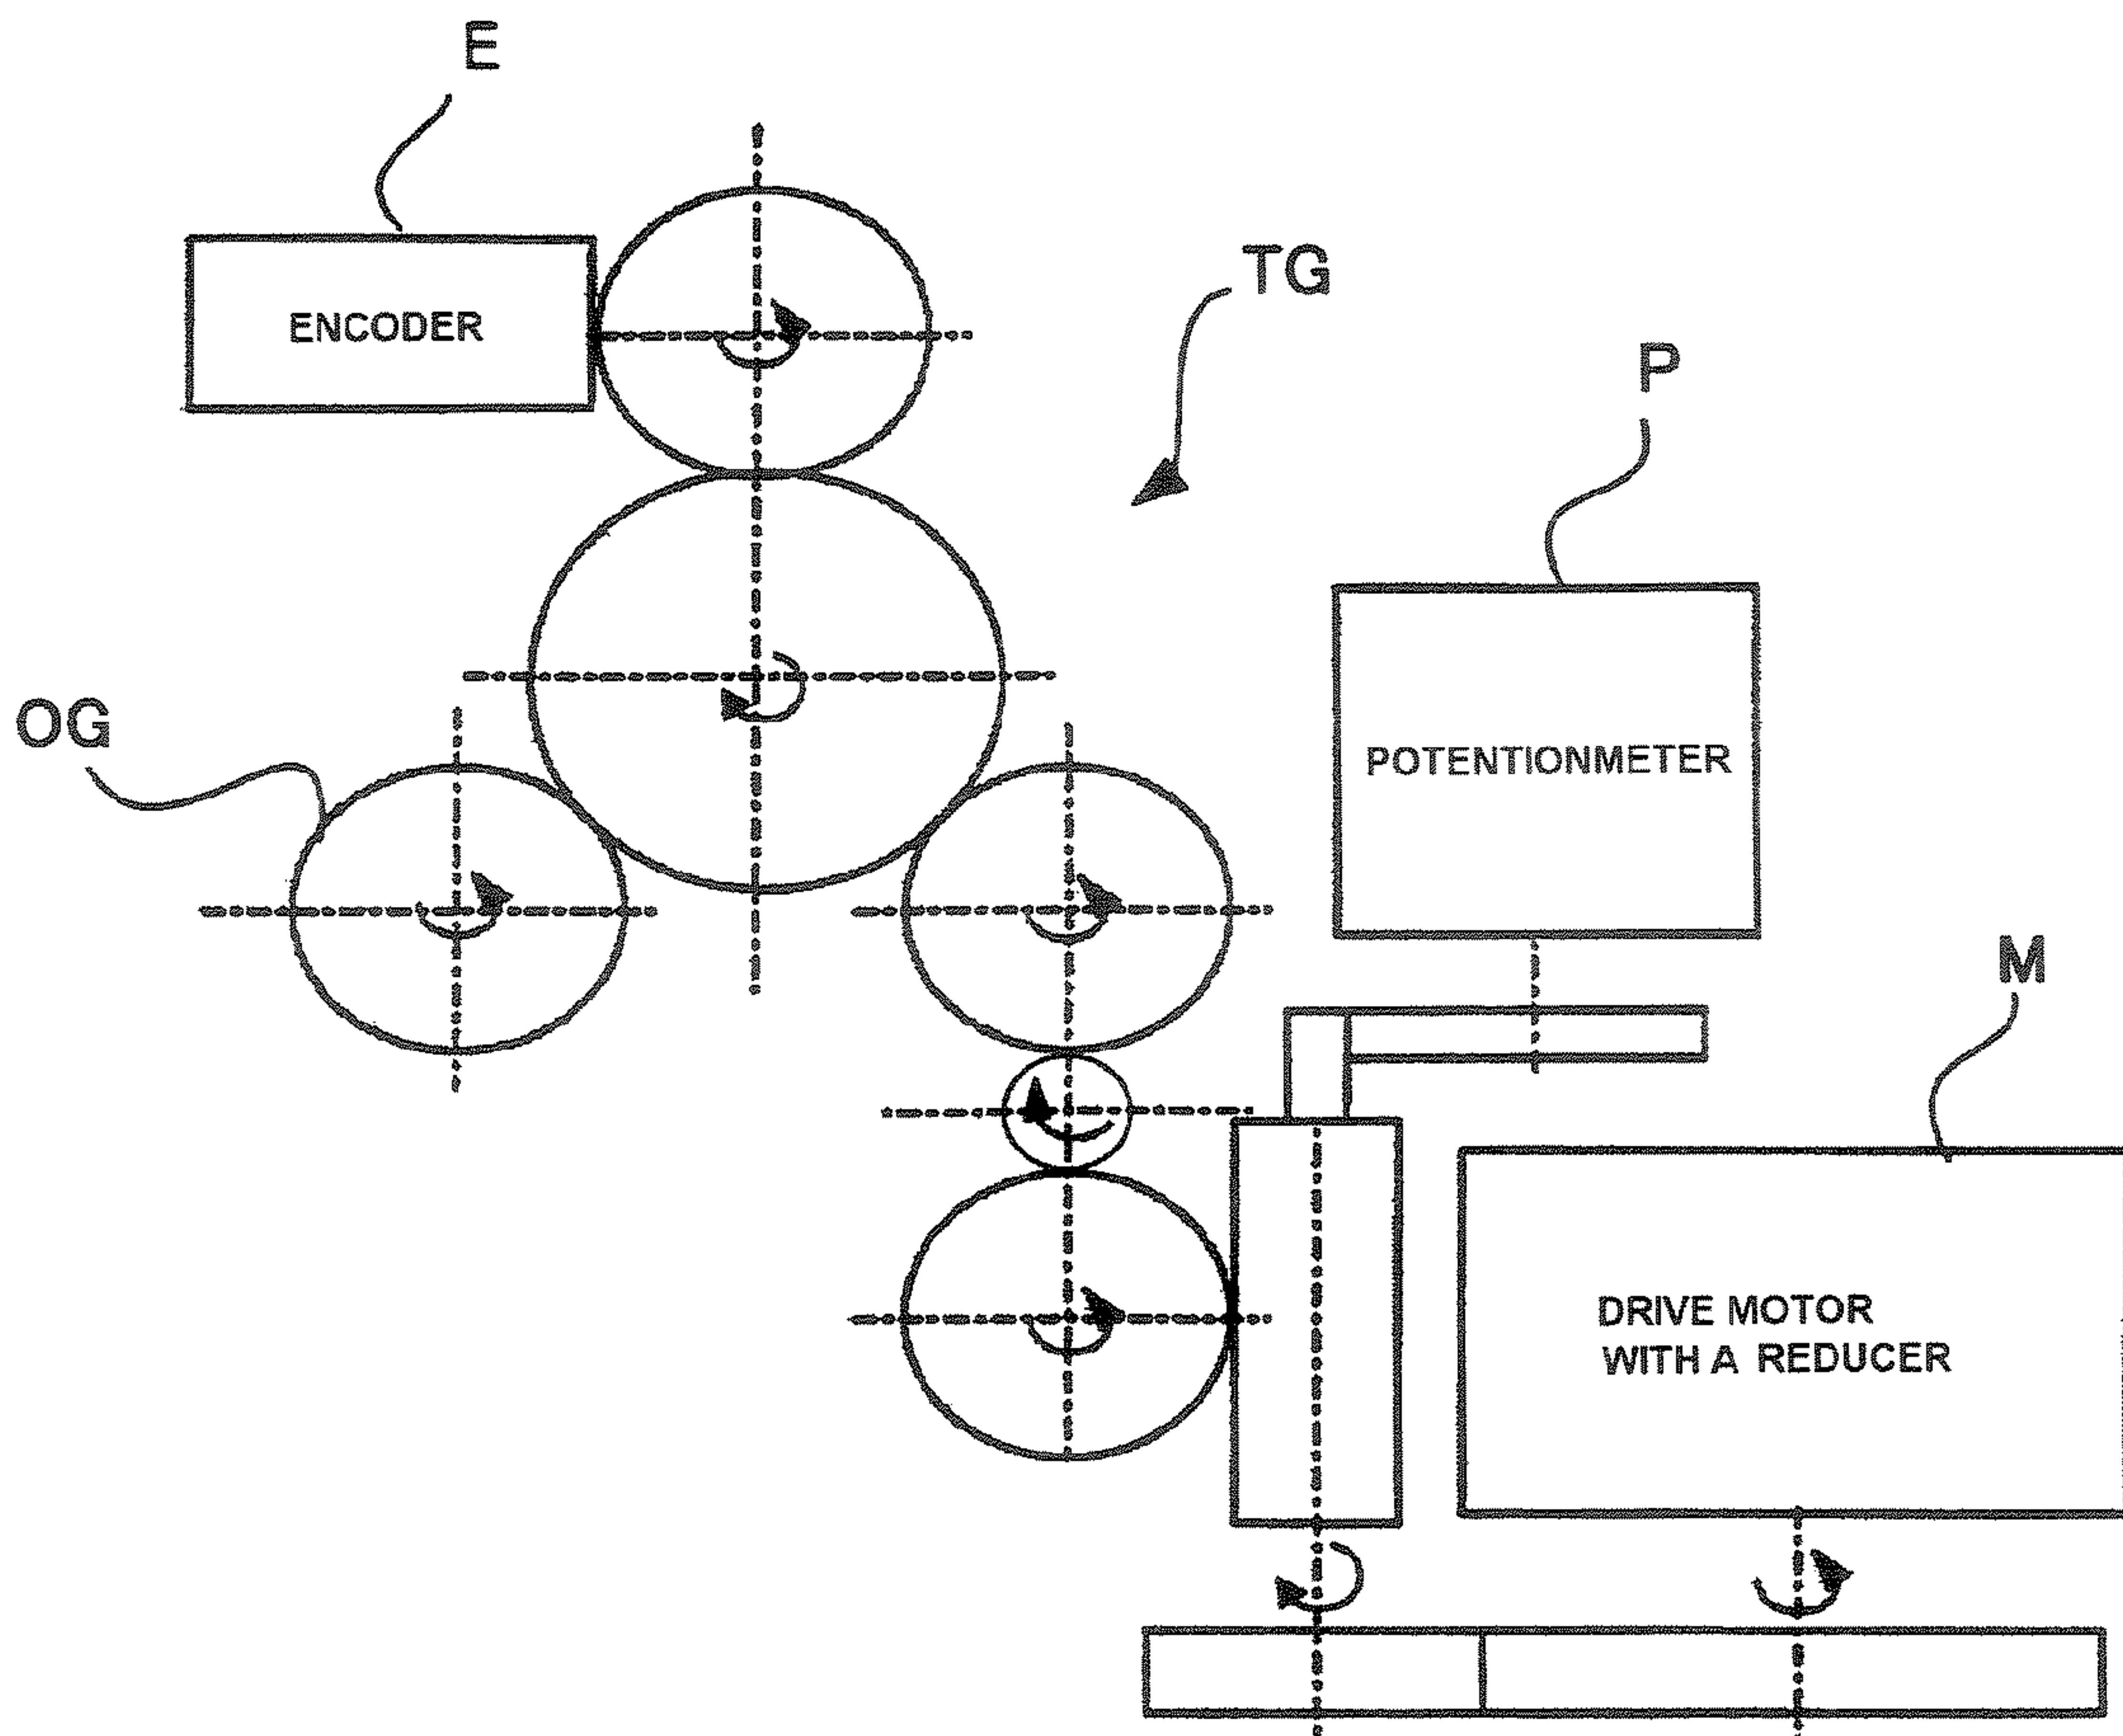 E
ENCODER
TG
P
OG
POTENTIONMETER
M
DRIVE MOTOR
WITH A REDUCER